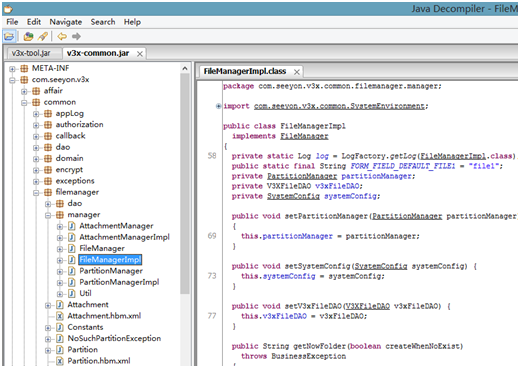 Java Decompiler - FileM
File Edit Navigate Search Help
v3x-tool.jar v3x-common.jar
META-INF
com.seeyon.v3x
affair
common
appLog
authorization
callback
dao
domain
encrypt
exceptions
filemanager
dao
manager
AttachmentManager
AttachmentManagerImpl
FileManager
FileManagerImpl
PartitionManager
PartitionManagerImpl
Util
Attachment
Attachment.hbm.xml
Constants
NoSuchPartitionException
Partition
Partition.hbm.xml
FileManagerImpl.class
package com.seeyon.v3x.common.filemanager.manager;
import com.seeyon.v3x.common.SystemEnvironment;
public class FileManagerImpl
implements FileManager
{
58 private static Log log = LogFactory.getLog(FileManagerImpl.class)
public static final String FORM_FIELD_DEFAULT_FILE1 = "file1";
private PartitionManager partitionManager;
private V3XFileDAO v3xFileDAO;
private SystemConfig systemConfig;
public void setPartitionManager(PartitionManager partitionManager
{
69 this.partitionManager = partitionManager;
}
public void setSystemConfig(SystemConfig systemConfig) {
73 this.systemConfig = systemConfig;
}
public void setV3xFileDAO(V3XFileDAO v3xFileDAO) {
77 this.v3xFileDAO = v3xFileDAO;
}
public String getNowFolder(boolean createWhenNoExist)
throws BusinessException
{